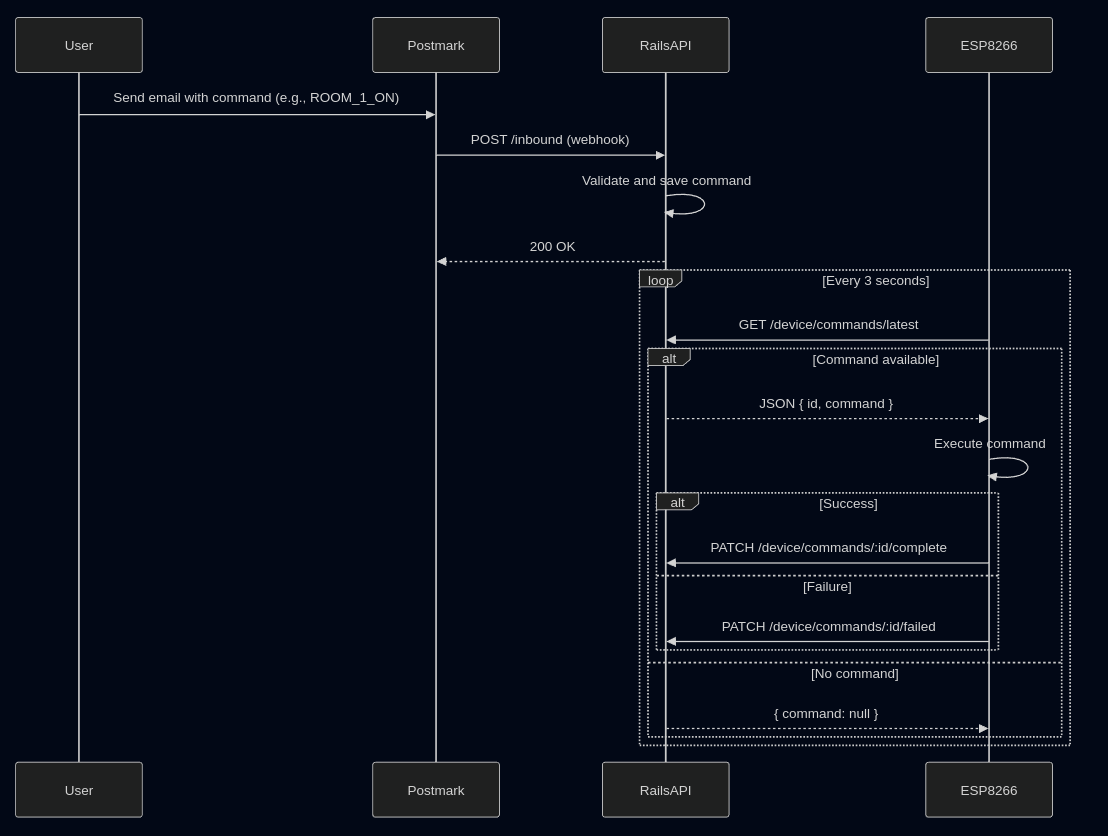 User
Postmark
RailsAPI
ESP8266
Send email with command (e.g., ROOM_1_ON)
POST /inbound (webhook)
Validate and save command
200 OK
loop
[Every 3 seconds]
GET /device/commands/latest
alt
[Command available]
JSON { id, command }
Execute command
alt
[Success]
PATCH /device/commands/:id/complete
[Failure]
PATCH /device/commands/:id/failed
[No command]
{ command: null }
User
Postmark
RailsAPI
ESP8266